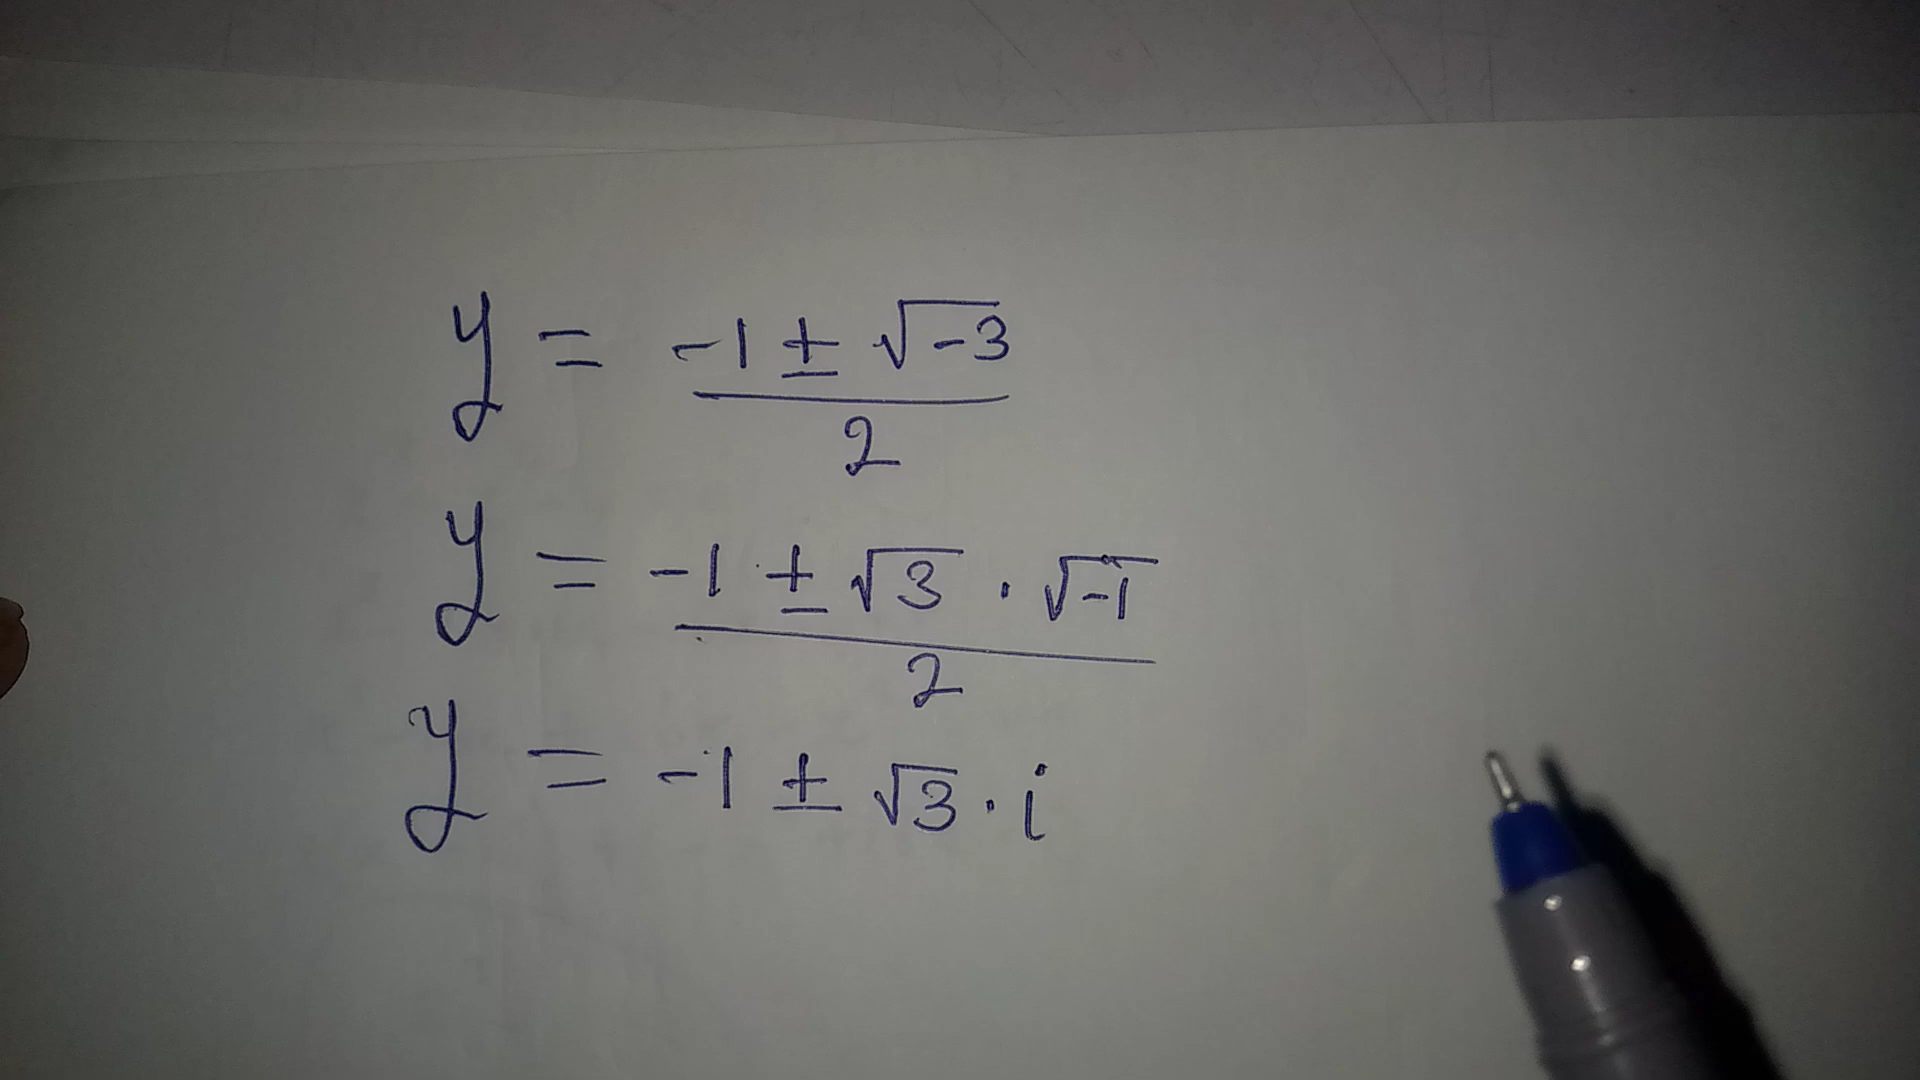 y = (-1 ± √-3) / 2
y = (-1 ± √3 · √-1) / 2
y = -1 ± √3 · i